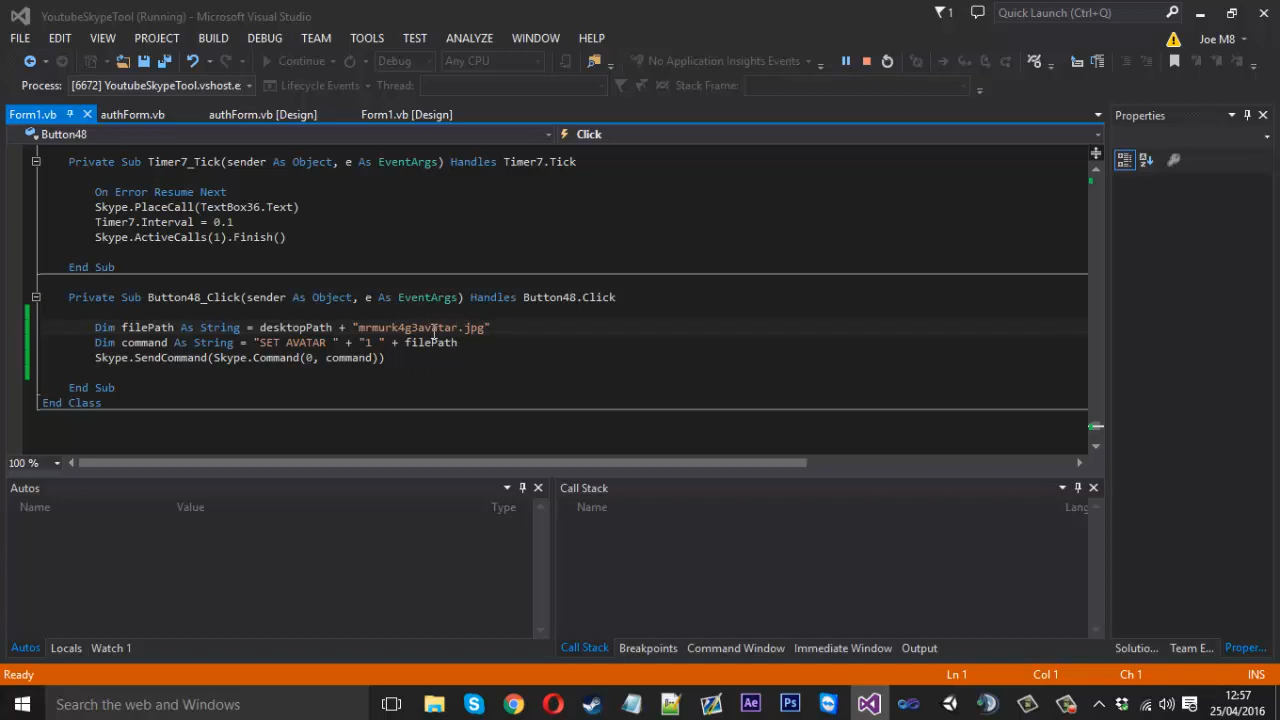 YoutubeSkypeTool (Running) - Microsoft Visual Studio
1
Quick Launch (Ctrl+Q)
FILE EDIT VIEW PROJECT BUILD DEBUG TEAM TOOLS TEST ANALYZE WINDOW HELP
Joe M8
Continue Debug Any CPU No Application Insights Events
Process: [6672] YoutubeSkypeTool.vshost.e Lifecycle Events Thread: Stack Frame:
Form1.vb authForm.vb authForm.vb [Design] Form1.vb [Design]
Properties
Button48 Click
Private Sub Timer7_Tick(sender As Object, e As EventArgs) Handles Timer7.Tick
On Error Resume Next
Skype.PlaceCall(TextBox36.Text)
Timer7.Interval = 0.1
Skype.ActiveCalls(1).Finish()
End Sub
Private Sub Button48_Click(sender As Object, e As EventArgs) Handles Button48.Click
Dim filePath As String = desktopPath + "mrmurk4g3avatar.jpg"
Dim command As String = "SET AVATAR " + "1 " + filePath
Skype.SendCommand(Skype.Command(0, command))
End Sub
End Class
100 %
Autos
Call Stack
Name Value Type
Name Lang
Autos Locals Watch 1
Call Stack Breakpoints Command Window Immediate Window Output
Solutio... Team E... Proper...
Ready Ln 1 Col 1 Ch 1 INS
Search the web and Windows
12:57
25/04/2016